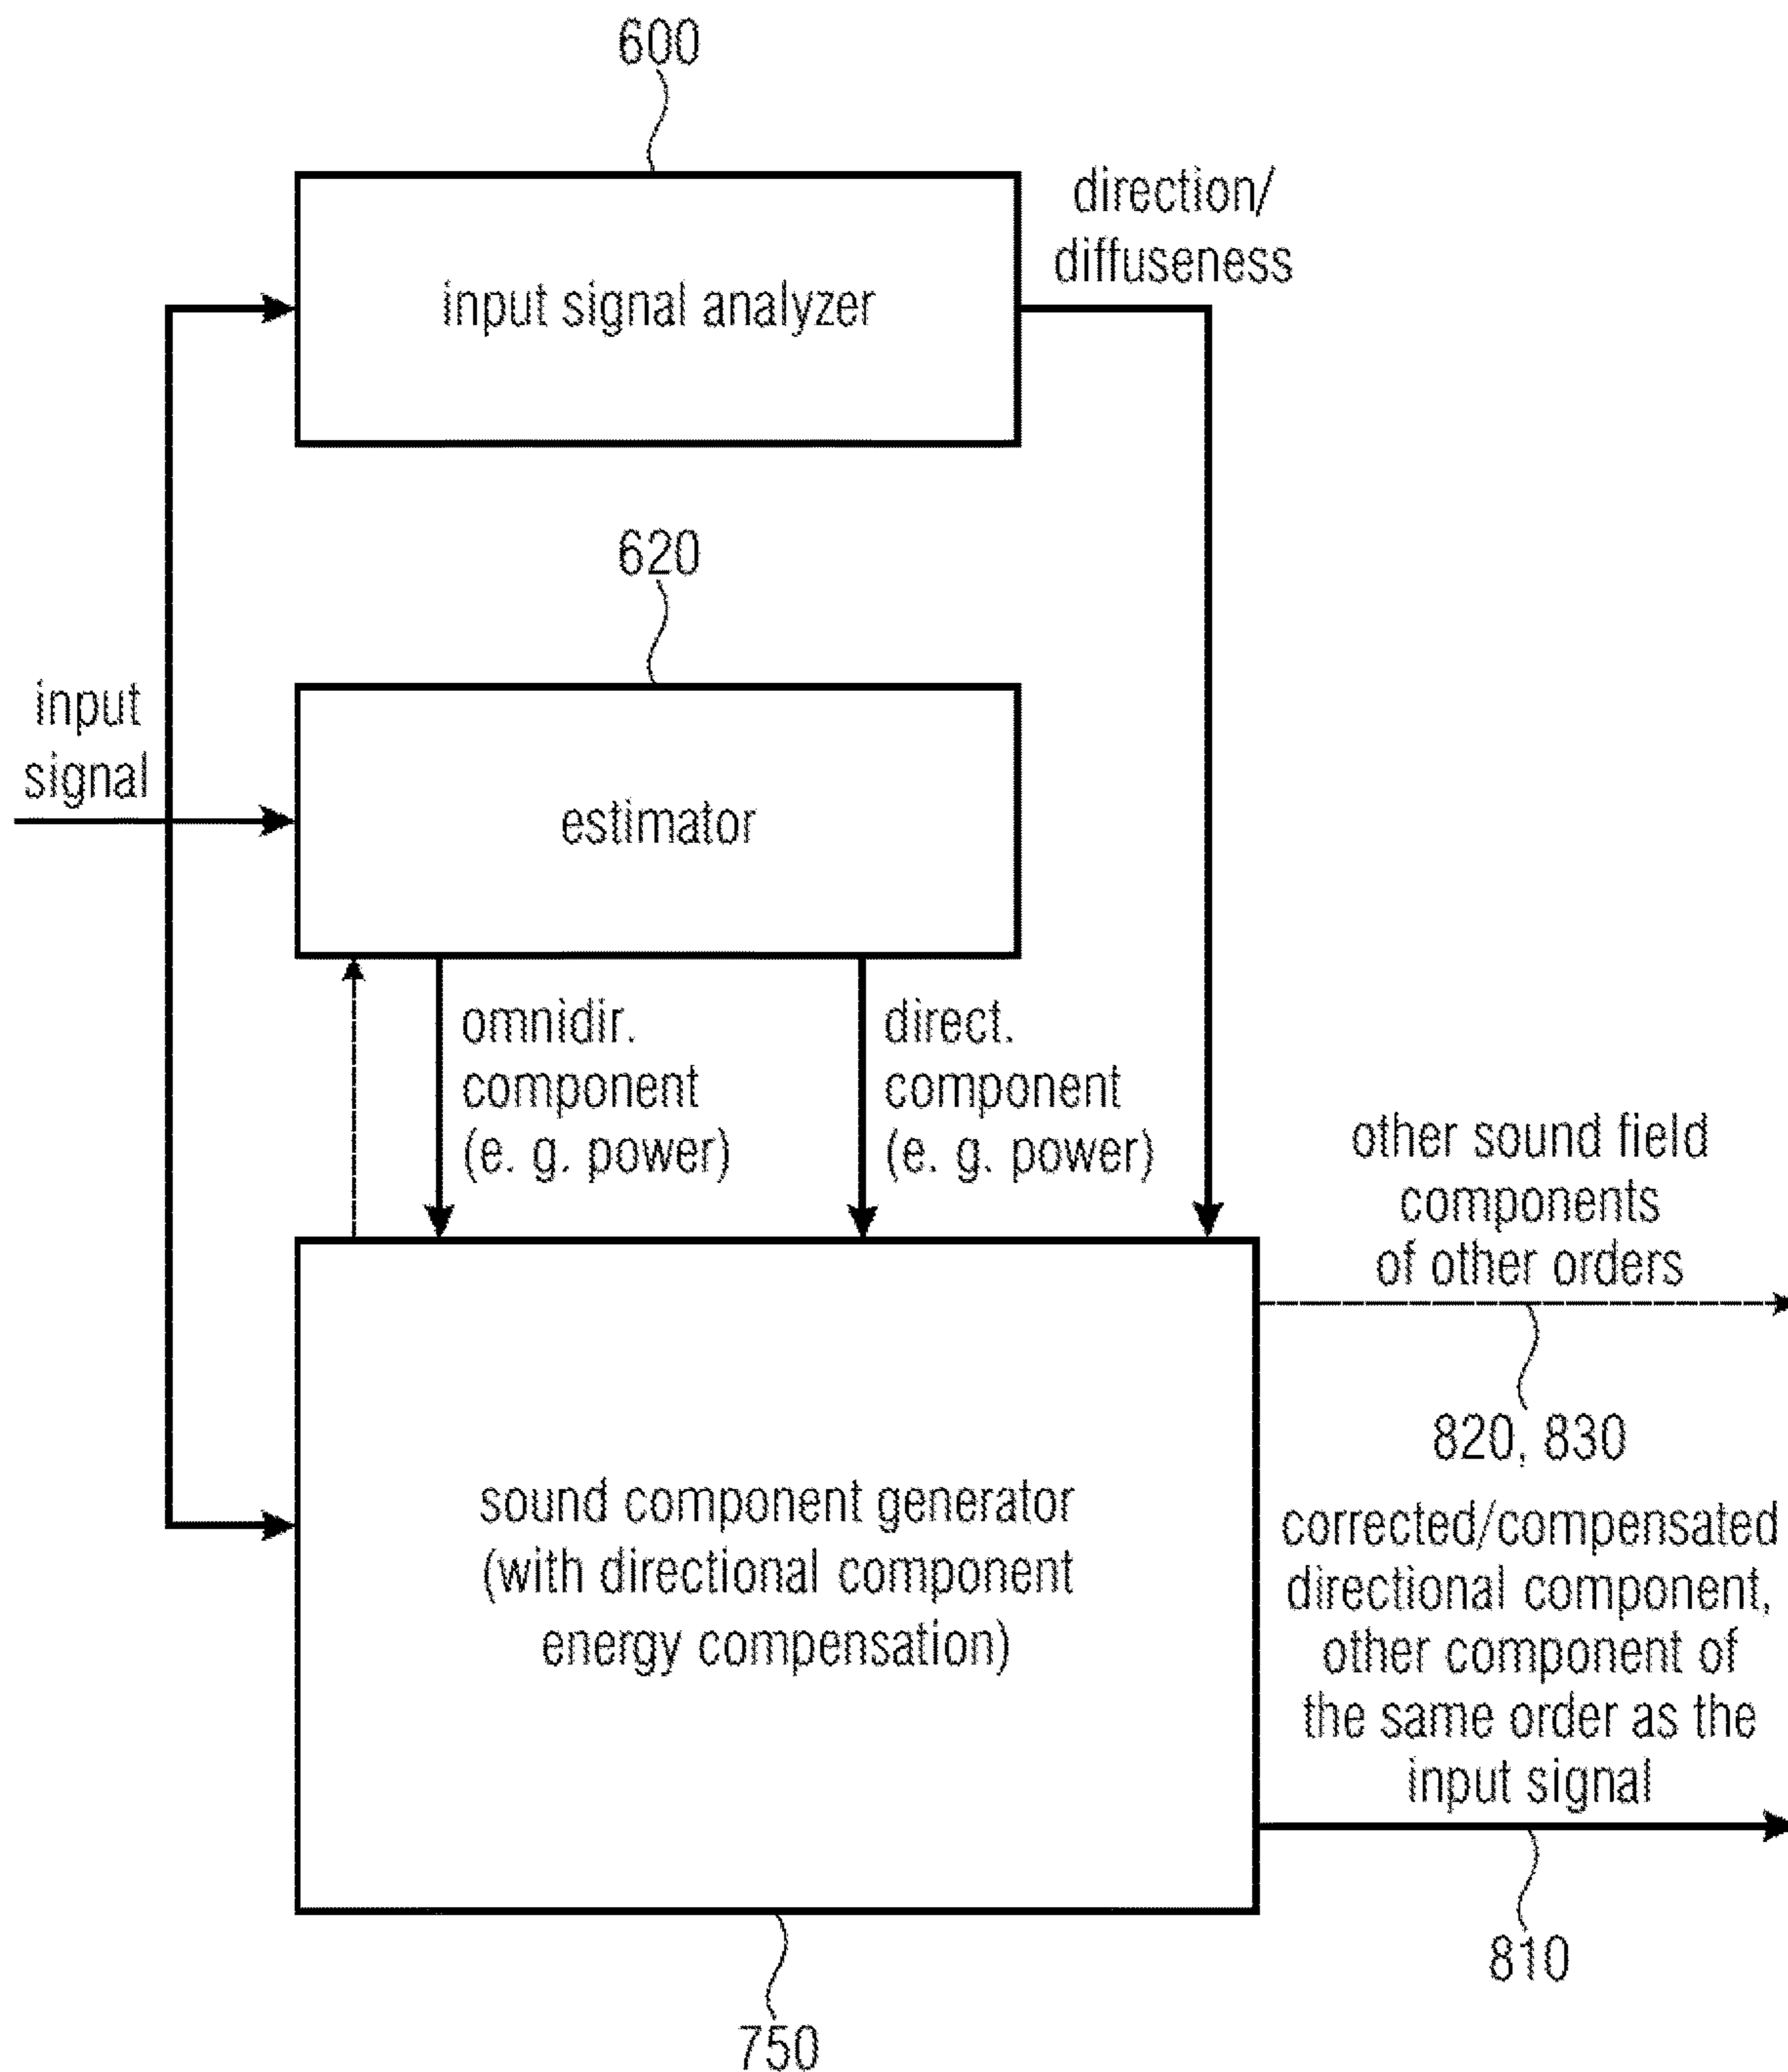 600
direction/
diffuseness
input signal analyzer
620
input
signal
estimator
omnidir.
component
(e. g. power)
direct.
component
(e. g. power)
other sound field
components
of other orders
820, 830
sound component generator
(with directional component
energy compensation)
corrected/compensated
directional component,
other component of
the same order as the
input signal
810
750